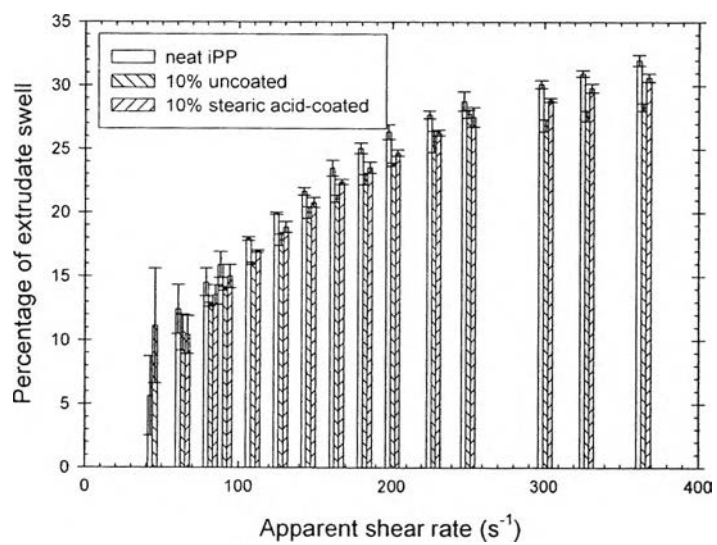 35
30
25
20
15
10
5
0
Percentage of extrudate swell
neat iPP
10% uncoated
10% stearic acid-coated
0 100 200 300 400
Apparent shear rate (s⁻¹)